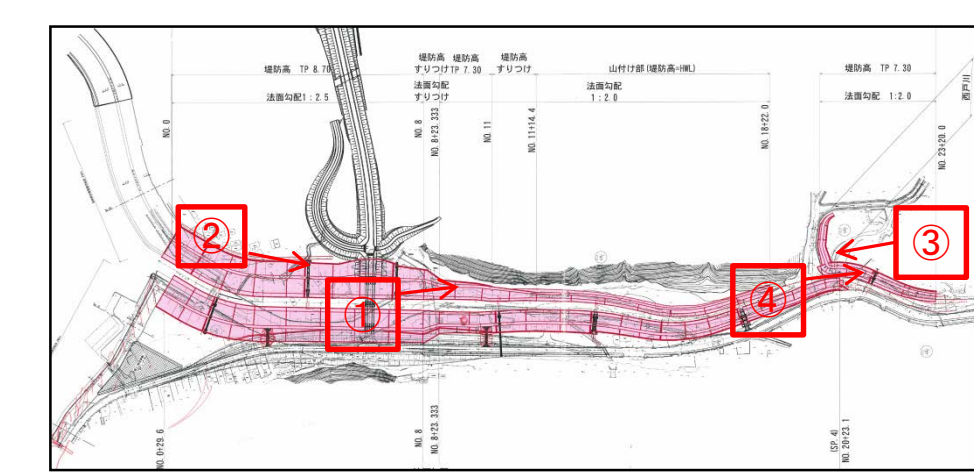 堤防高 TP 8.70
堤防高
すりつけ
堤防高
TP 7.30
堤防高
すりつけ
山付け部(堤防高=HWL)
堤防高 TP 7.30
法面勾配1:2.5
法面勾配
すりつけ
法面勾配
1:2.0
法面勾配 1:2.0
西戸川
NO. 0
NO. 8
NO. 8+23.333
NO. 11
NO. 11+14.4
NO. 18+22.0
NO. 23+20.0
②
①
④
③
NO. 0+29.6
NO. 8
NO. 8+23.333
(SP. 4)
NO. 20+23.1